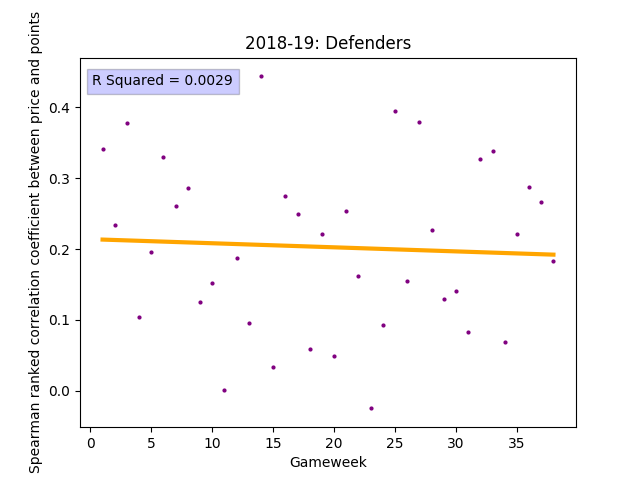 2018-19: Defenders
R Squared = 0.0029
Spearman ranked correlation coefficient between price and points
0.4
0.3
0.2
0.1
0.0
0 5 10 15 20 25 30 35
Gameweek